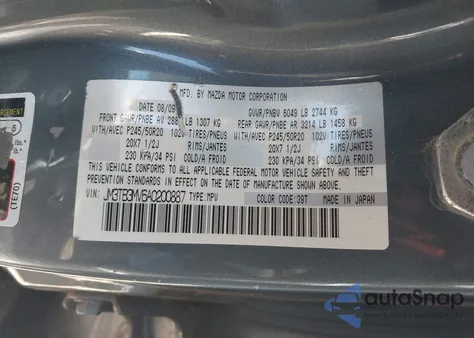 MFD. BY MAZDA MOTOR CORPORATION
DATE 08/09 GVWR/PNBV 6049 LB 2744 KG
FRONT GAWR/PNBE AV 288 LB 1307 KG REAR GAWR/PNBE AR 3214 LB 1458 KG
WITH/AVEC P245/50R20 102V TIRES/PNEUS WITH/AVEC P245/50R20 102V TIRES/PNEUS
20X7 1/2J RIMS/JANTES 20X7 1/2J RIMS/JANTES
230 KPA/34 PSI COLD/A FROID 230 KPA/34 PSI COLD/A FROID
THIS VEHICLE CONFORMS TO ALL APPLICABLE FEDERAL MOTOR VEHICLE SAFETY AND THEFT
PREVENTION STANDARDS IN EFFECT ON THE DATE OF MANUFACTURE SHOWN ABOVE.
VIN: JM3TB3MV5A0200887 TYPE:MPV COLOR CODE:39T MADE IN JAPAN
(TE70)
autoSnap